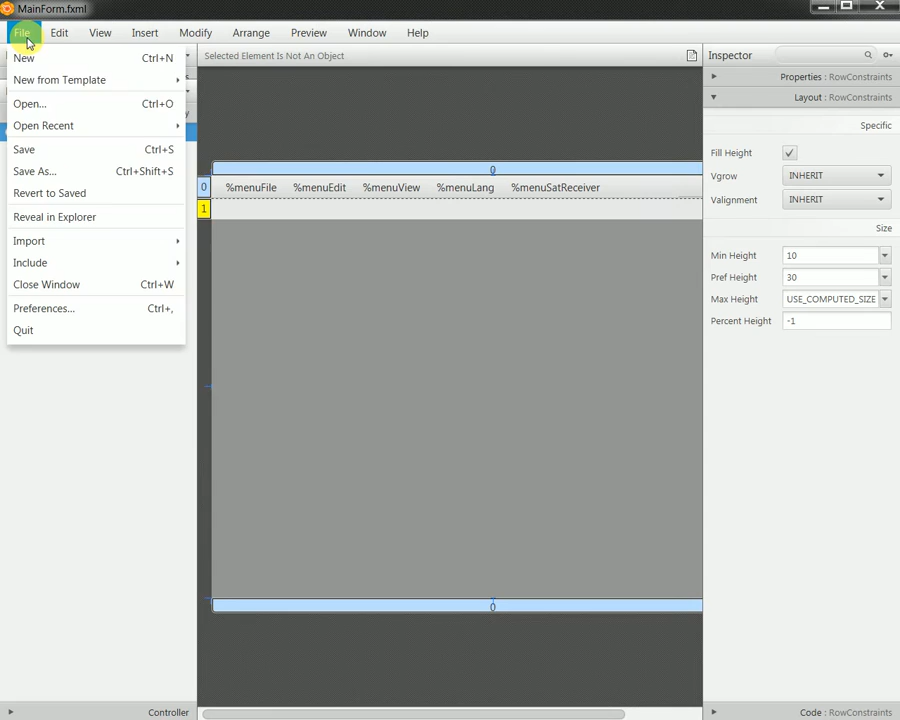 MainForm.fxml
File Edit View Insert Modify Arrange Preview Window Help
New Ctrl+N
New from Template
Open... Ctrl+O
Open Recent
Save Ctrl+S
Save As... Ctrl+Shift+S
Revert to Saved
Reveal in Explorer
Import
Include
Close Window Ctrl+W
Preferences... Ctrl+,
Quit
Selected Element Is Not An Object
0
0 %menuFile %menuEdit %menuView %menuLang %menuSatReceiver
1
0
Controller
Inspector
Properties : RowConstraints
Layout : RowConstraints
Specific
Fill Height
Vgrow INHERIT
Valignment INHERIT
Size
Min Height 10
Pref Height 30
Max Height USE_COMPUTED_SIZE
Percent Height -1
Code : RowConstraints